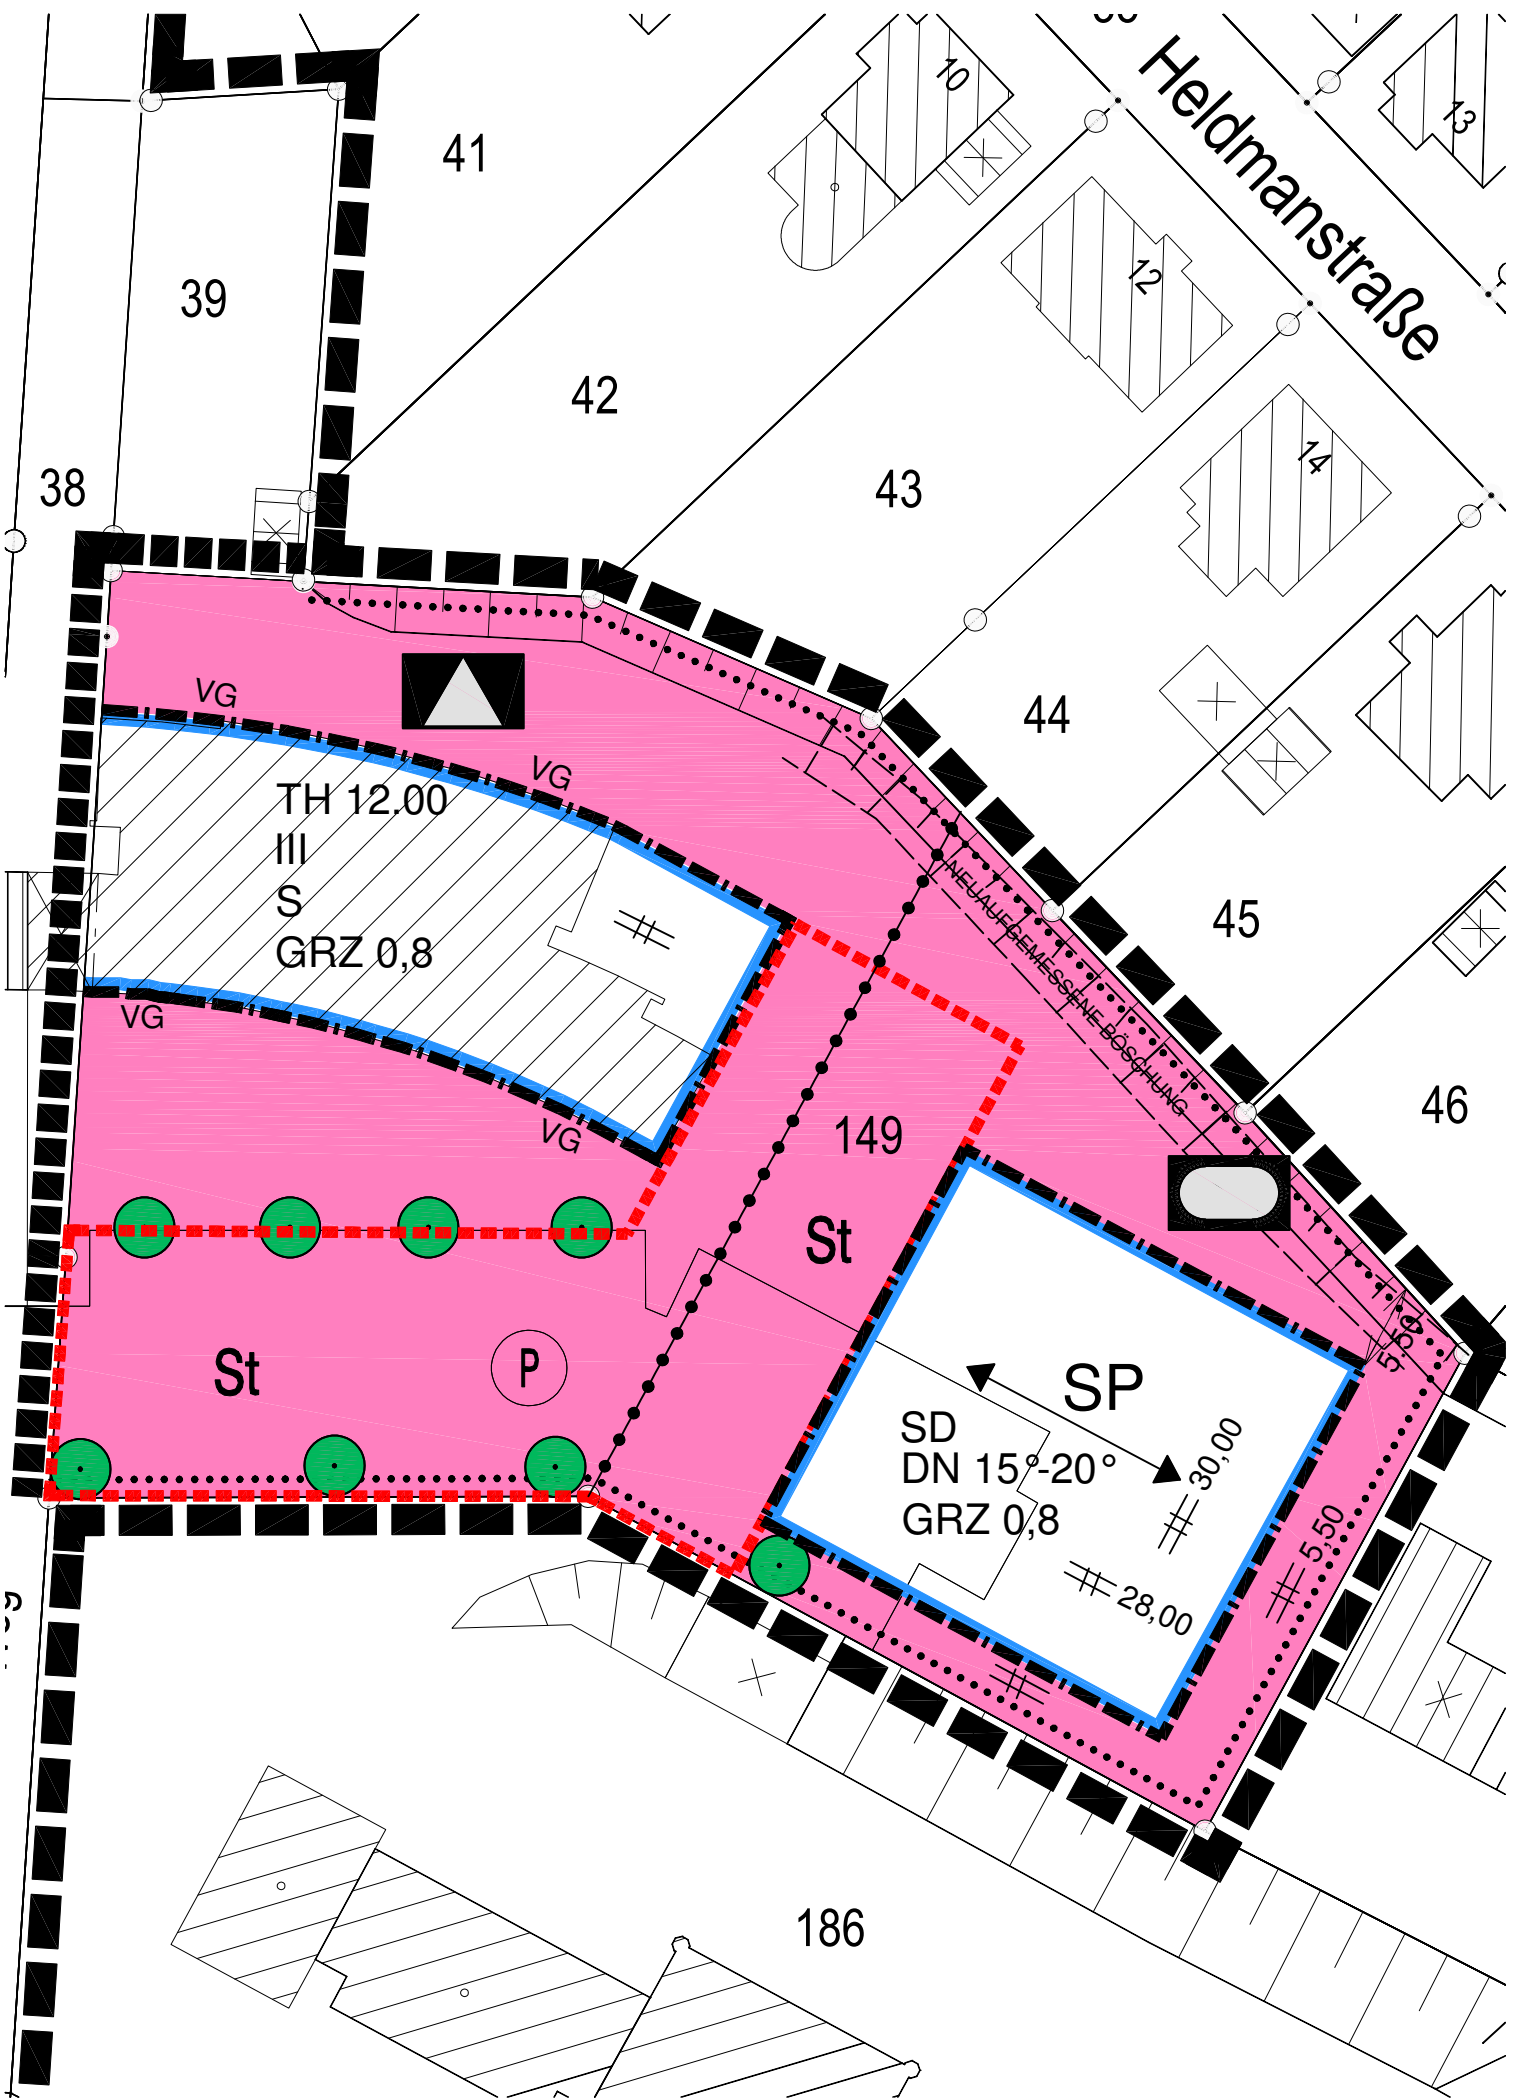 10
13
Heldmanstraße
41
12
39
42
14
38
43
VG
44
VG
TH 12.00
III
S
GRZ 0,8
NEUAUFGEMESSENE BÖSCHUNG
45
VG
VG
149
46
St
St
P
5.50
SP
SD
DN 15°-20°
GRZ 0,8
30,00
5,50
28,00
186